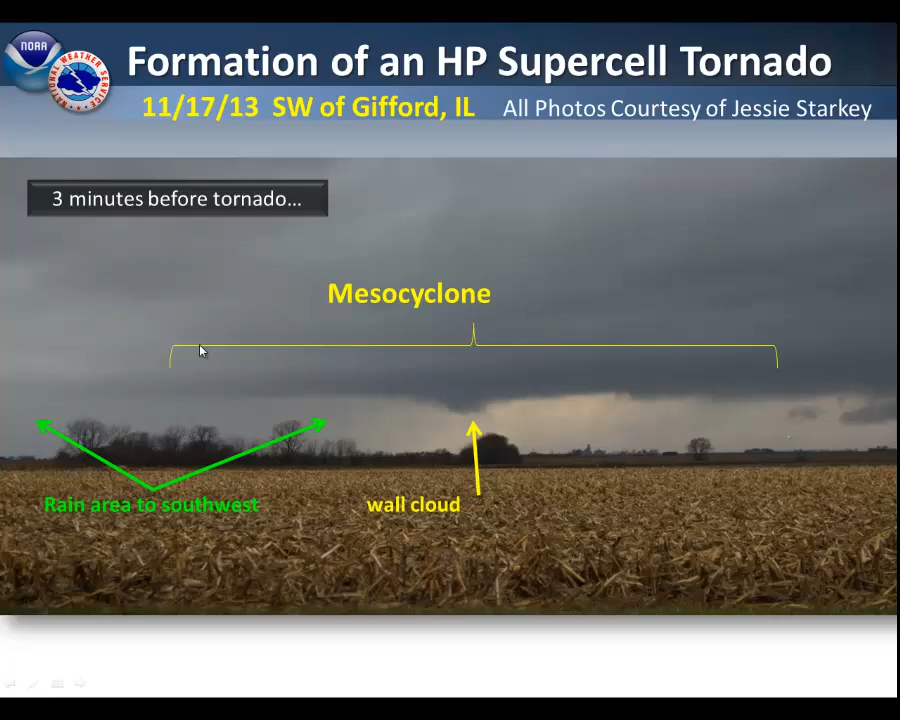 NOAA
NATIONAL WEATHER SERVICE
Formation of an HP Supercell Tornado
11/17/13 SW of Gifford, IL All Photos Courtesy of Jessie Starkey
3 minutes before tornado...
Mesocyclone
Rain area to southwest
wall cloud